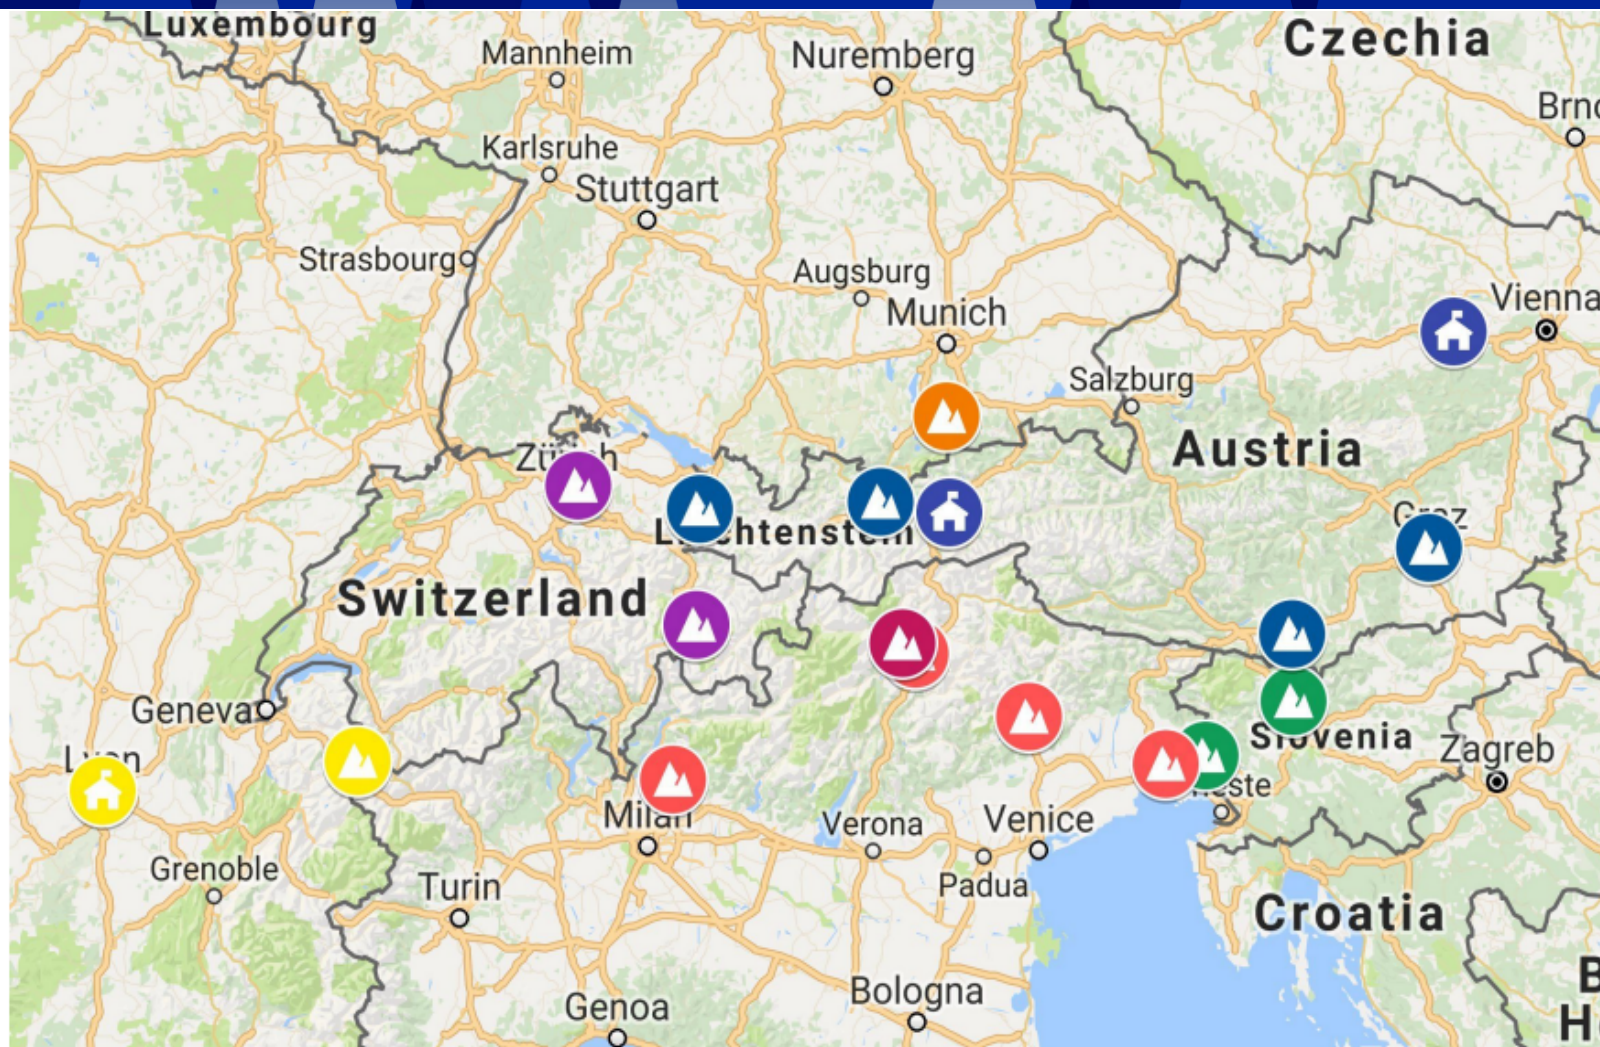 Luxembourg
Czechia
Mannheim
Nuremberg
Karlsruhe
Stuttgart
Strasbourg
Augsburg
Munich
Vienna
Salzburg
Austria
Switzerland
Geneva
Slovenia
Zagreb
Verona
Venice
Grenoble
Turin
Padua
Croatia
Bologna
Genoa